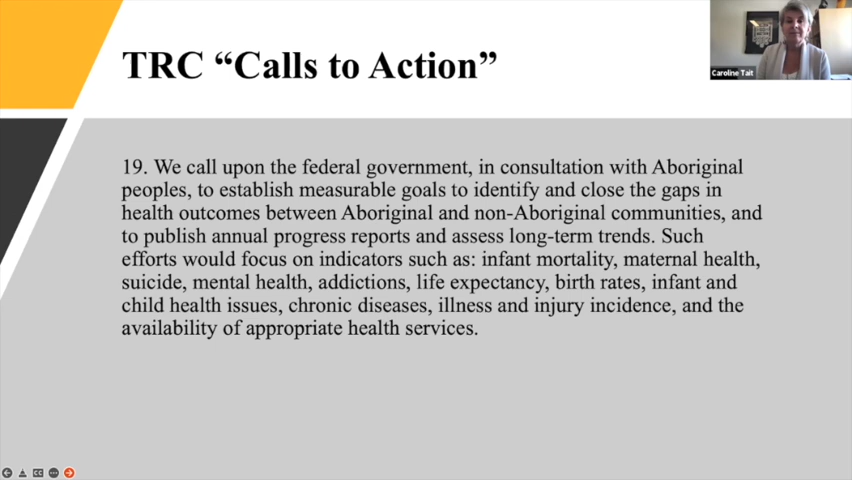 TRC “Calls to Action”
Caroline Tait
19. We call upon the federal government, in consultation with Aboriginal
peoples, to establish measurable goals to identify and close the gaps in
health outcomes between Aboriginal and non-Aboriginal communities, and
to publish annual progress reports and assess long-term trends. Such
efforts would focus on indicators such as: infant mortality, maternal health,
suicide, mental health, addictions, life expectancy, birth rates, infant and
child health issues, chronic diseases, illness and injury incidence, and the
availability of appropriate health services.
CC